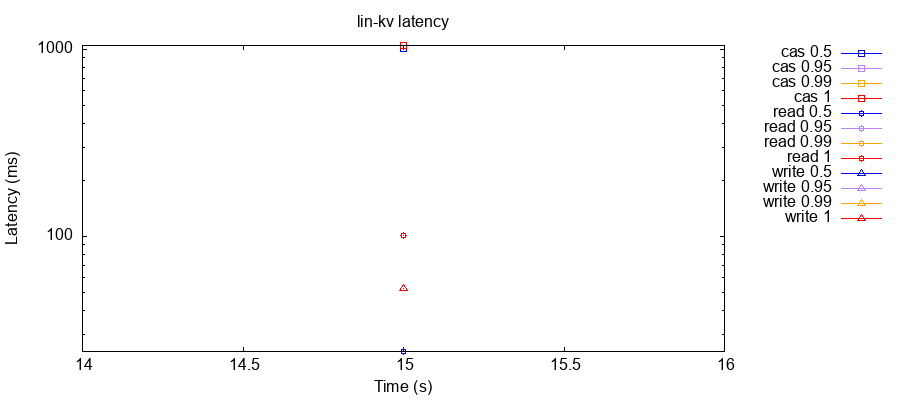 lin-kv latency
1000
100
Latency (ms)
14
14.5
15
15.5
16
Time (s)
cas 0.5
cas 0.95
cas 0.99
cas 1
read 0.5
read 0.95
read 0.99
read 1
write 0.5
write 0.95
write 0.99
write 1